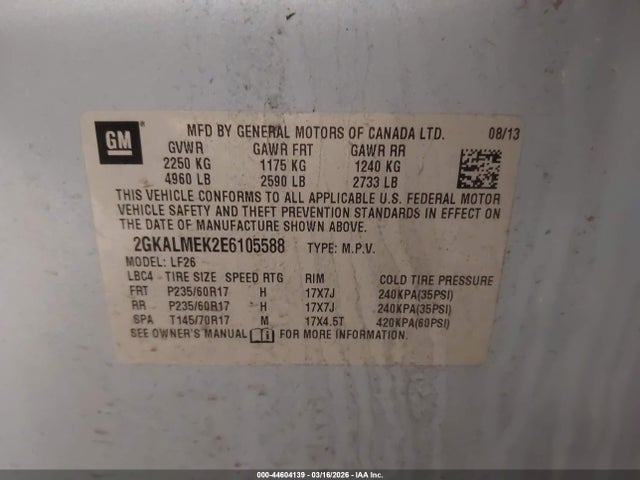 GM ® MFD BY GENERAL MOTORS OF CANADA LTD. 08/13
GVWR GAWR FRT GAWR RR
2250 KG 1175 KG 1240 KG
4960 LB 2590 LB 2733 LB
THIS VEHICLE CONFORMS TO ALL APPLICABLE U.S. FEDERAL MOTOR
VEHICLE SAFETY AND THEFT PREVENTION STANDARDS IN EFFECT ON
THE DATE OF MANUFACTURE SHOWN ABOVE.
2GKALMEK2E6105588 TYPE: M.P.V.
MODEL: LF26
LBC4 TIRE SIZE SPEED RTG RIM COLD TIRE PRESSURE
FRT P235/60R17 H 17X7J 240KPA(35PSI)
RR P235/60R17 H 17X7J 240KPA(35PSI)
SPA T145/70R17 M 17X4.5T 420KPA(60PSI)
SEE OWNER'S MANUAL FOR MORE INFORMATION.
000-44604139 - 03/16/2026 - IAA Inc.